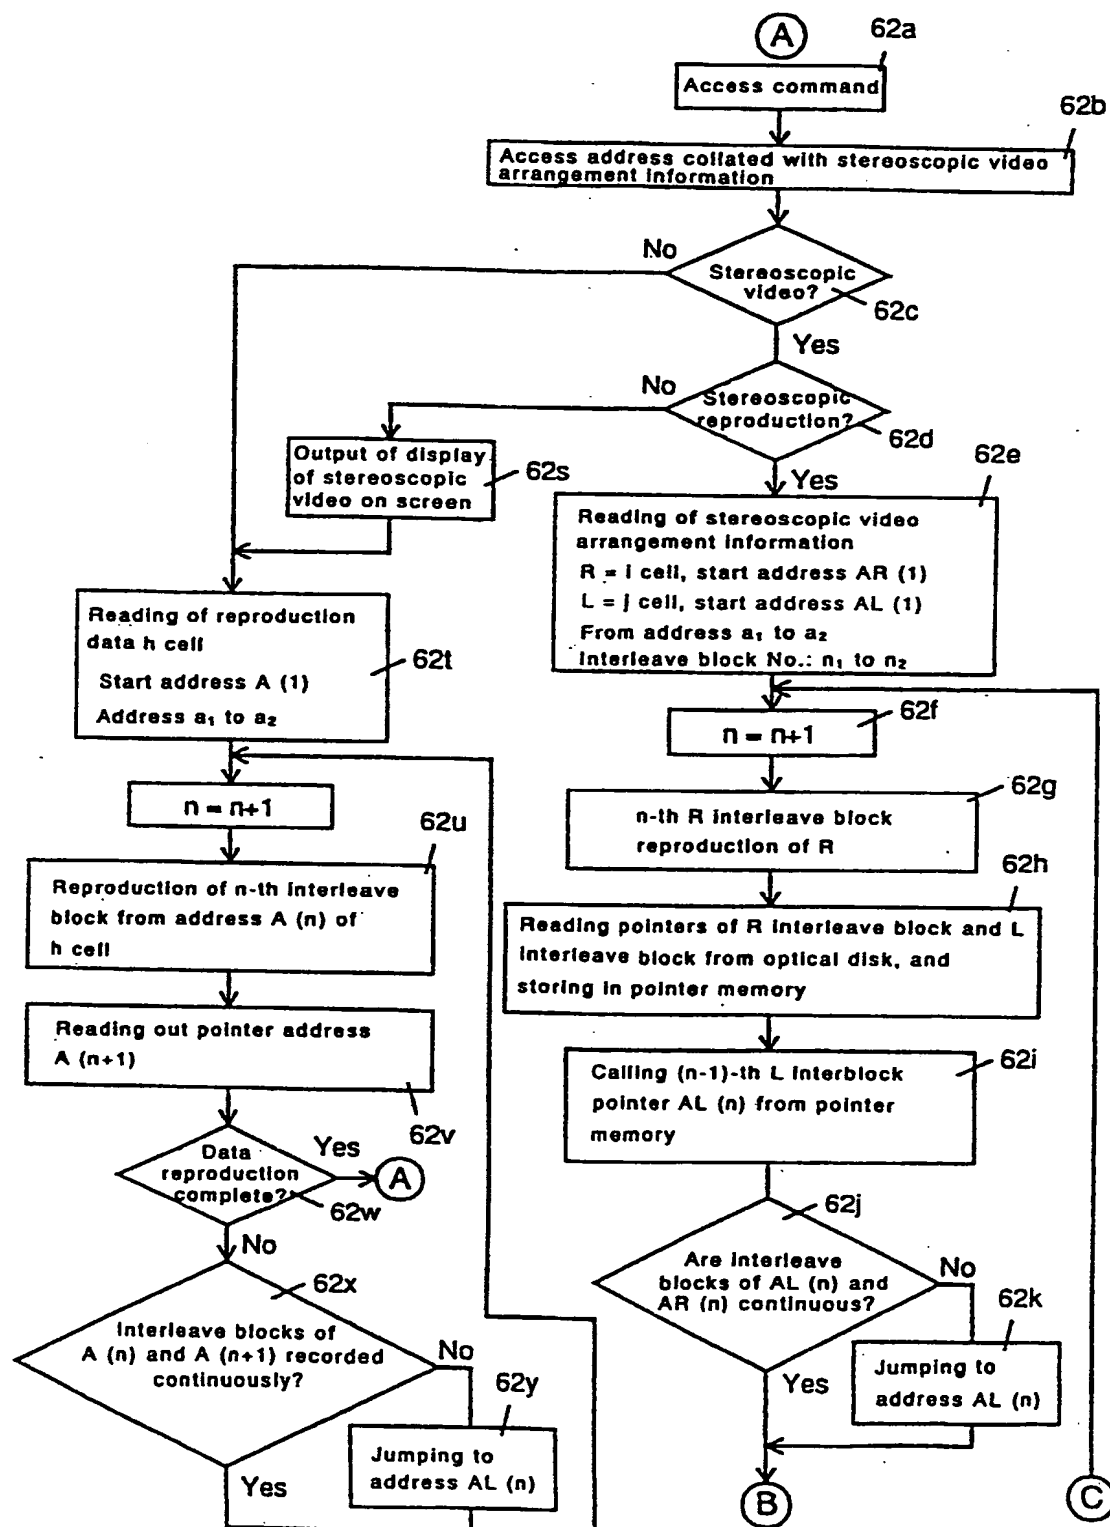 A
62a
Access command
62b
Access address collated with stereoscopic video
arrangement information
No
Stereoscopic
video?
62c
Yes
No
Stereoscopic
reproduction?
62d
Output of display
of stereoscopic
video on screen
62s
Yes
62e
Reading of stereoscopic video
arrangement information
R = i cell, start address AR (1)
L = j cell, start address AL (1)
From address a₁ to a₂
Interleave block No.: n₁ to n₂
Reading of reproduction
data h cell
Start address A (1)
Address a₁ to a₂
62t
62f
n = n+1
n = n+1
62g
n-th R interleave block
reproduction of R
62u
Reproduction of n-th interleave
block from address A (n) of
h cell
62h
Reading pointers of R interleave block and L
interleave block from optical disk, and
storing in pointer memory
Reading out pointer address
A (n+1)
62v
62i
Calling (n-1)-th L interblock
pointer AL (n) from pointer
memory
Data
reproduction
complete?
Yes
A
62w
No
62j
Are interleave
blocks of AL (n) and
AR (n) continuous?
No
62k
Jumping to
address AL (n)
Yes
62x
Interleave blocks of
A (n) and A (n+1) recorded
continuously?
No
62y
Jumping to
address AL (n)
Yes
B
C